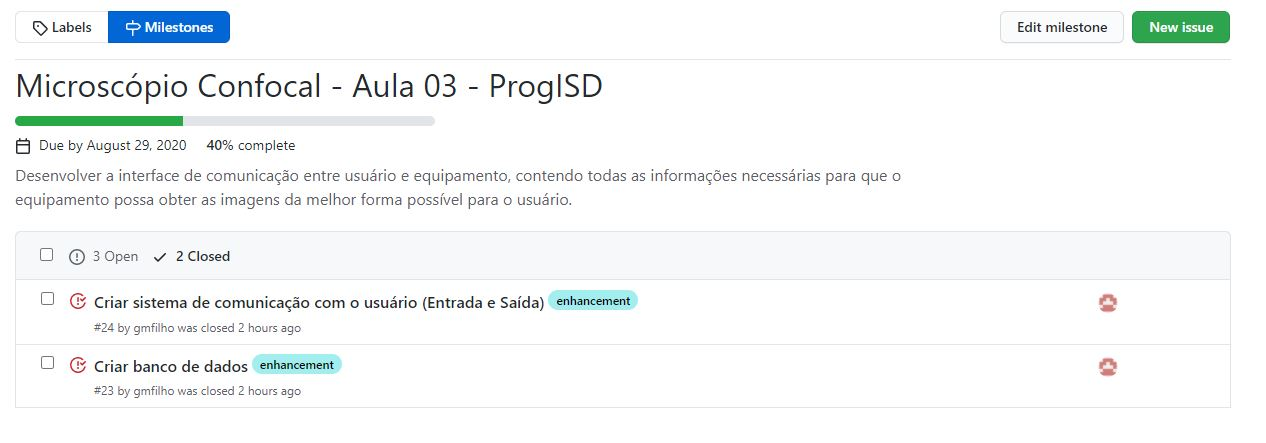 Labels Milestones Edit milestone New issue
Microscópio Confocal - Aula 03 - ProgISD
Due by August 29, 2020 40% complete
Desenvolver a interface de comunicação entre usuário e equipamento, contendo todas as informações necessárias para que o
equipamento possa obter as imagens da melhor forma possível para o usuário.
3 Open 2 Closed
Criar sistema de comunicação com o usuário (Entrada e Saída) enhancement
#24 by gmfilho was closed 2 hours ago
Criar banco de dados enhancement
#23 by gmfilho was closed 2 hours ago